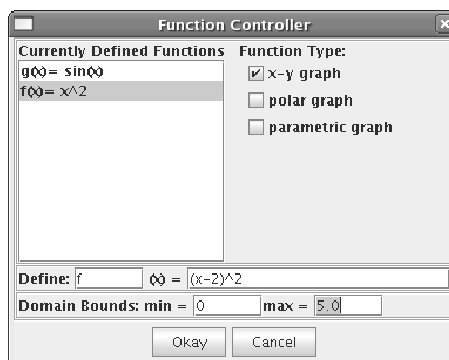 Function Controller
Currently Defined Functions
g(x)= sin(x)
f(x)= x^2
Function Type:
x-y graph
polar graph
parametric graph
Define: f (x) = (x-2)^2
Domain Bounds: min = 0 max = 5.0
Okay
Cancel